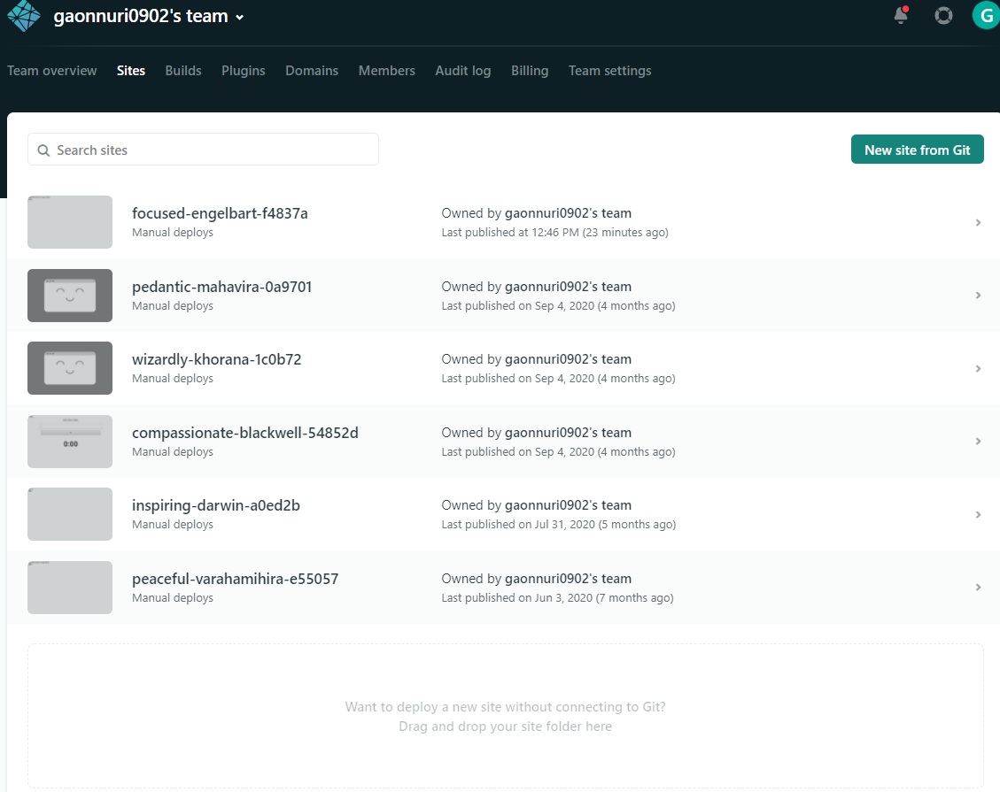 gaonnuri0902's team
G
Team overview Sites Builds Plugins Domains Members Audit log Billing Team settings
Search sites
New site from Git
focused-engelbart-f4837a
Manual deploys
Owned by gaonnuri0902's team
Last published at 12:46 PM (23 minutes ago)
pedantic-mahavira-0a9701
Manual deploys
Owned by gaonnuri0902's team
Last published on Sep 4, 2020 (4 months ago)
wizardly-khorana-1c0b72
Manual deploys
Owned by gaonnuri0902's team
Last published on Sep 4, 2020 (4 months ago)
0:00
compassionate-blackwell-54852d
Manual deploys
Owned by gaonnuri0902's team
Last published on Sep 4, 2020 (4 months ago)
inspiring-darwin-a0ed2b
Manual deploys
Owned by gaonnuri0902's team
Last published on Jul 31, 2020 (5 months ago)
peaceful-varahamihira-e55057
Manual deploys
Owned by gaonnuri0902's team
Last published on Jun 3, 2020 (7 months ago)
Want to deploy a new site without connecting to Git?
Drag and drop your site folder here